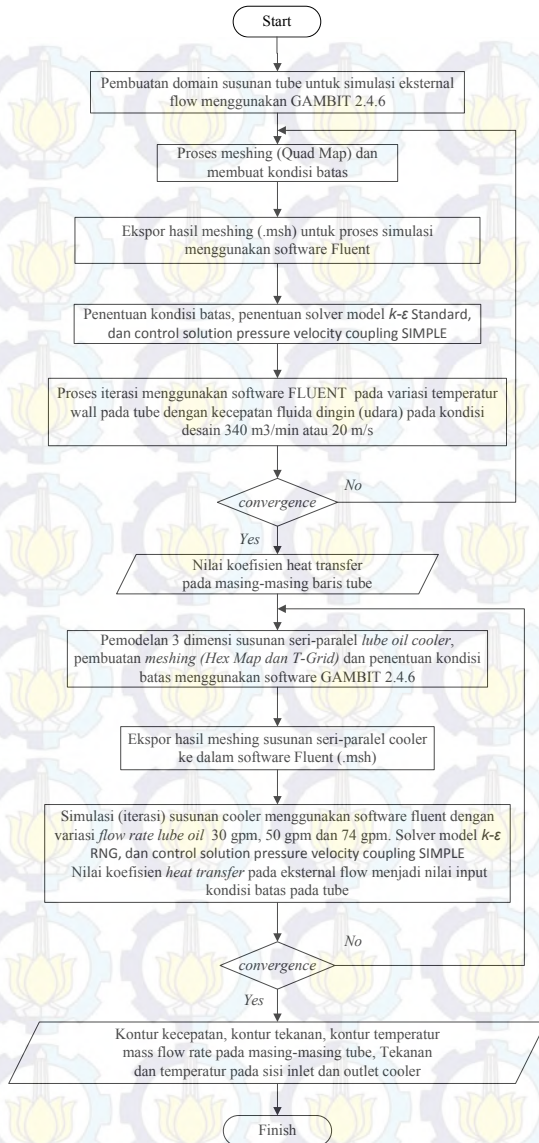 Start
Pembuatan domain susunan tube untuk simulasi eksternal
flow menggunakan GAMBIT 2.4.6
Proses meshing (Quad Map) dan
membuat kondisi batas
Ekspor hasil meshing (.msh) untuk proses simulasi
menggunakan software Fluent
Penentuan kondisi batas, penentuan solver model k-ε Standard,
dan control solution pressure velocity coupling SIMPLE
Proses iterasi menggunakan software FLUENT pada variasi temperatur
wall pada tube dengan kecepatan fluida dingin (udara) pada kondisi
desain 340 m3/min atau 20 m/s
No
convergence
Yes
Nilai koefisien heat transfer
pada masing-masing baris tube
Pemodelan 3 dimensi susunan seri-paralel lube oil cooler,
pembuatan meshing (Hex Map dan T-Grid) dan penentuan kondisi
batas menggunakan software GAMBIT 2.4.6
Ekspor hasil meshing susunan seri-paralel cooler
ke dalam software Fluent (.msh)
Simulasi (iterasi) susunan cooler menggunakan software fluent dengan
variasi flow rate lube oil 30 gpm, 50 gpm dan 74 gpm. Solver model k-ε
RNG, dan control solution pressure velocity coupling SIMPLE
Nilai koefisien heat transfer pada eksternal flow menjadi nilai input
kondisi batas pada tube
No
convergence
Yes
Kontur kecepatan, kontur tekanan, kontur temperatur
mass flow rate pada masing-masing tube, Tekanan
dan temperatur pada sisi inlet dan outlet cooler
Finish